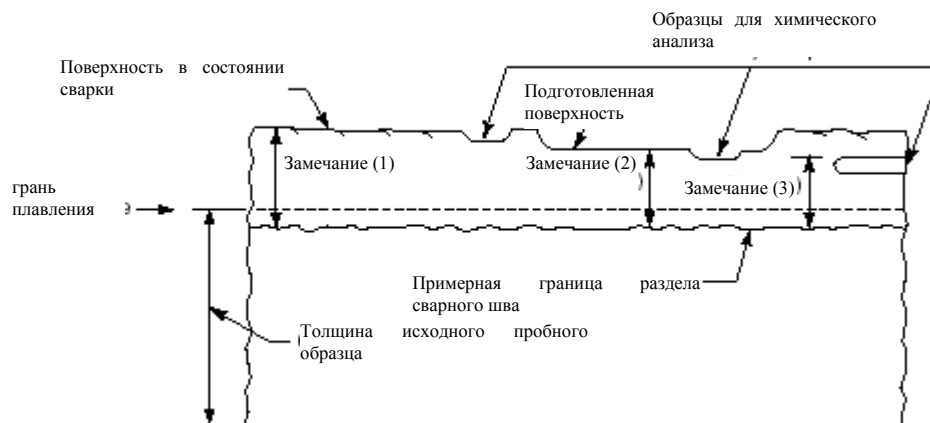 Образцы для химического
анализа
Поверхность в состоянии
сварки
Подготовленная
поверхность
Замечание (1)
Замечание (2)
Замечание (3)
грань
плавления
Примерная граница раздела
сварного шва
Толщина исходного пробного
образца